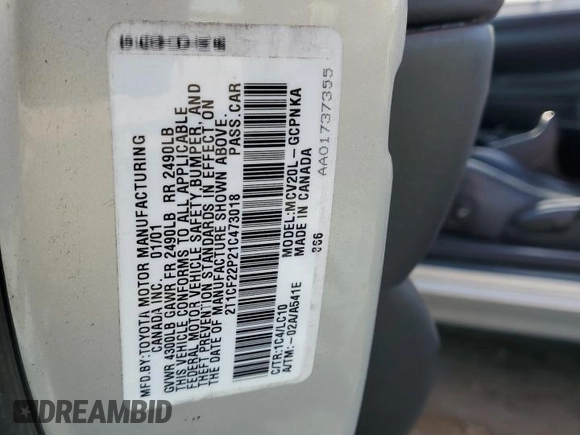 MFD.BY:TOYOTA MOTOR MANUFACTURING
CANADA INC. 01/01
GVWR 4300LB GAWR FR 2490LB RR 2490LB
THIS VEHICLE CONFORMS TO ALL APPLICABLE
FEDERAL MOTOR VEHICLE SAFETY, BUMPER, AND
THEFT PREVENTION STANDARDS IN EFFECT ON
THE DATE OF MANUFACTURE SHOWN ABOVE.
2T1CF22P21C473018 PASS.CAR
C/TR:1C4/LC10 MODEL:MCV20L-GCPNKA
A/TM:-02A/A541E MADE IN CANADA
866
AA01737355
DREAMBID